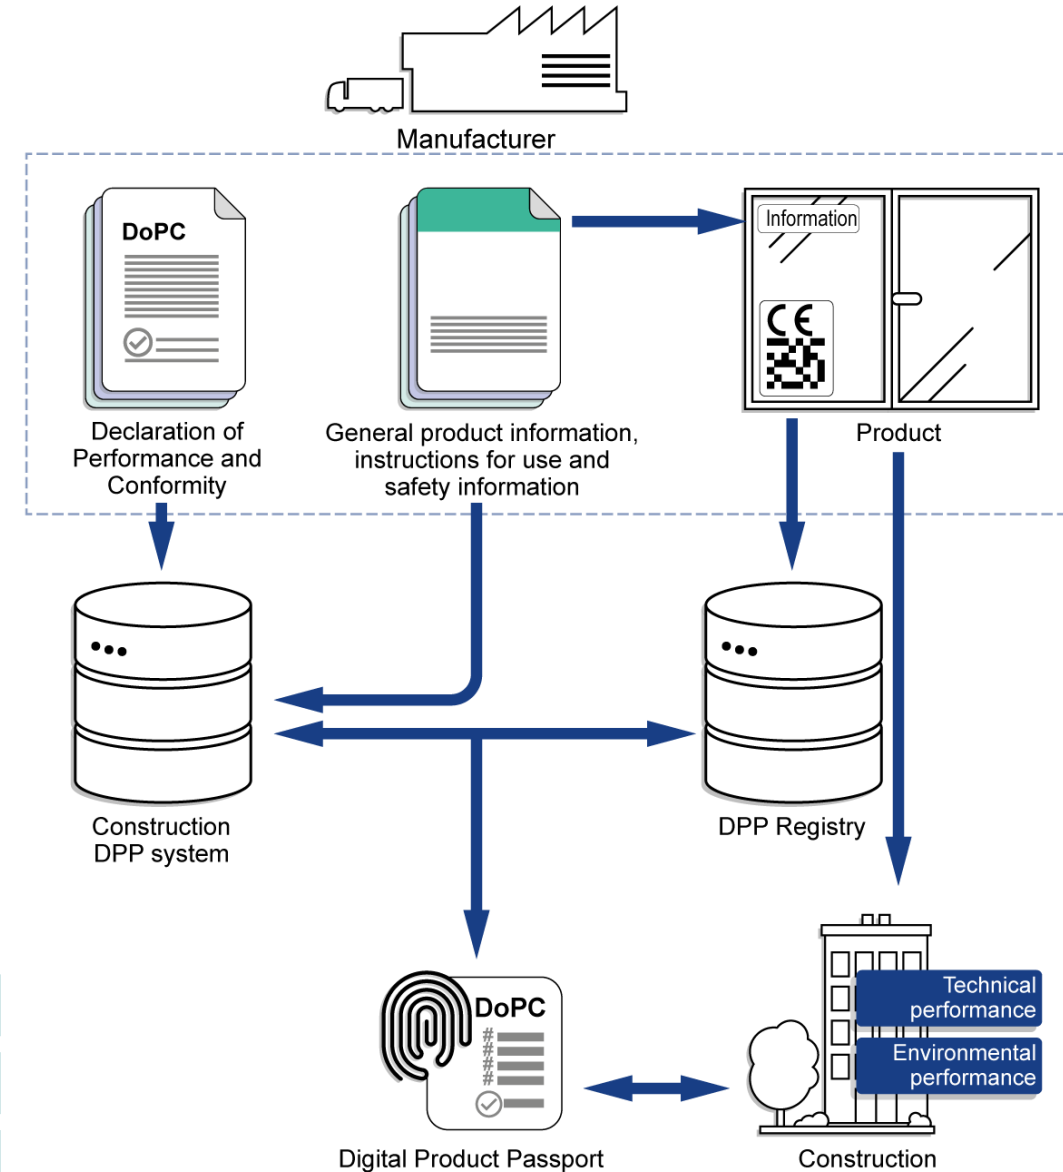 Manufacturer
DoPC
Information
CE
Declaration of
Performance and
Conformity
General product information,
instructions for use and
safety information
Product
Construction
DPP system
DPP Registry
DoPC
#
#
#
#
Technical
performance
Environmental
performance
Digital Product Passport
Construction